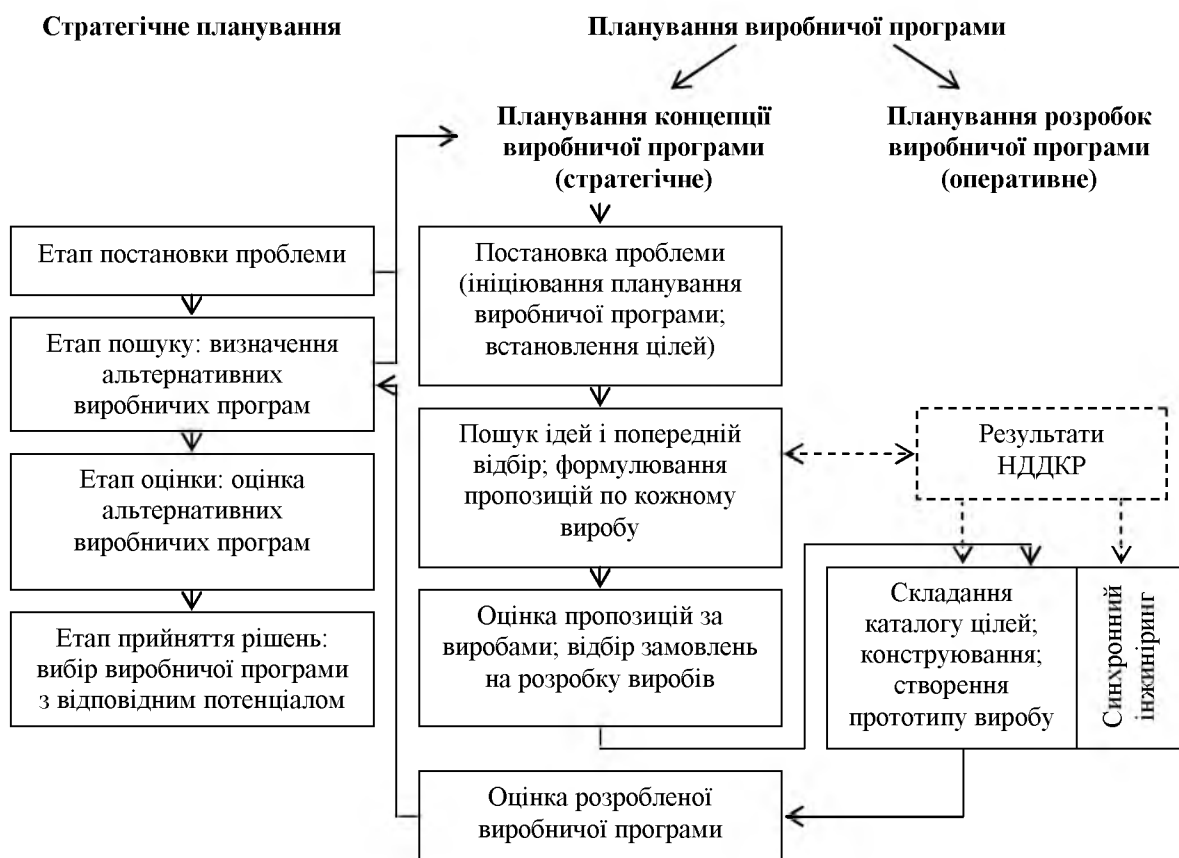 Стратегічне планування
Планування виробничої програми
Планування концепції
виробничої програми
(стратегічне)
Планування розробок
виробничої програми
(оперативне)
Етап постановки проблеми
Етап пошуку: визначення
альтернативних
виробничих програм
Етап оцінки: оцінка
альтернативних
виробничих програм
Етап прийняття рішень:
вибір виробничої програми
з відповідним потенціалом
Постановка проблеми
(ініціювання планування
виробничої програми;
встановлення цілей)
Пошук ідей і попередній
відбір; формулювання
пропозицій по кожному
виробу
Оцінка пропозицій за
виробами; відбір замовлень
на розробку виробів
Оцінка розробленої
виробничої програми
Результати
НДДКР
Складання
каталогу цілей;
конструювання;
створення
прототипу виробу
Синхронний
інжиніринг